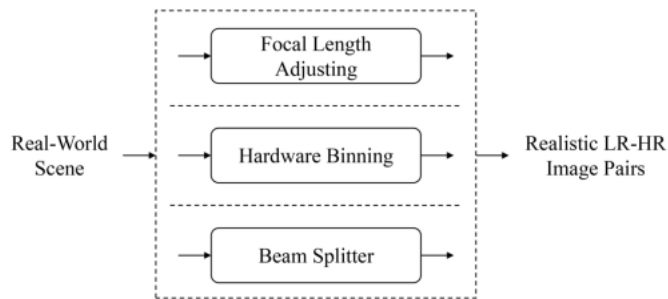 Real-World
Scene
Focal Length
Adjusting
Hardware Binning
Beam Splitter
Realistic LR-HR
Image Pairs